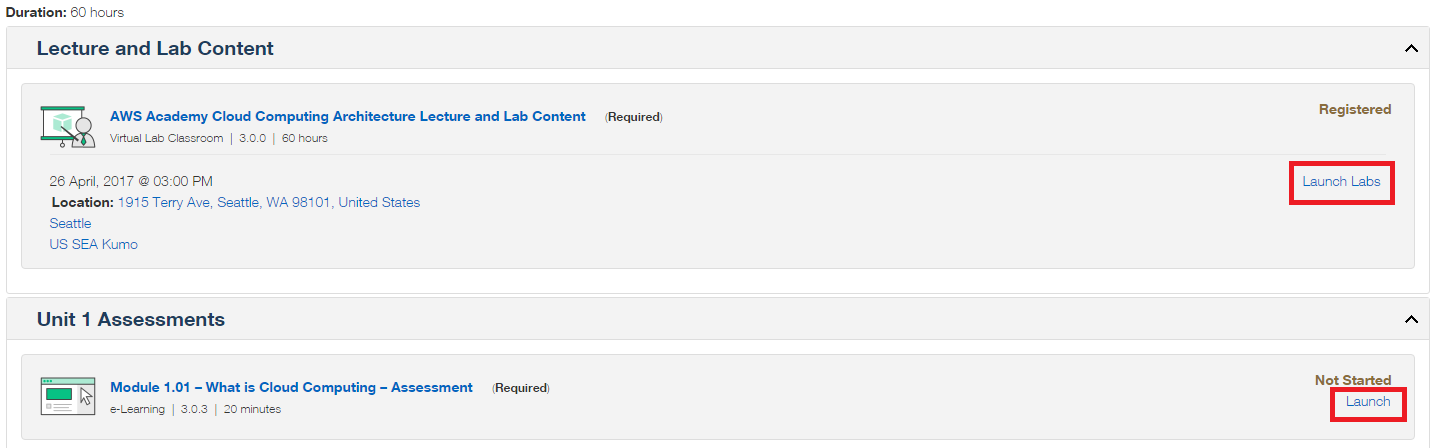 Duration: 60 hours
Lecture and Lab Content
AWS Academy Cloud Computing Architecture Lecture and Lab Content (Required)
Registered
Virtual Lab Classroom | 3.0.0 | 60 hours
26 April, 2017 @ 03:00 PM
Launch Labs
Location: 1915 Terry Ave, Seattle, WA 98101, United States
Seattle
US SEA Kumo
Unit 1 Assessments
Module 1.01 – What is Cloud Computing – Assessment (Required)
Not Started
e-Learning | 3.0.3 | 20 minutes
Launch